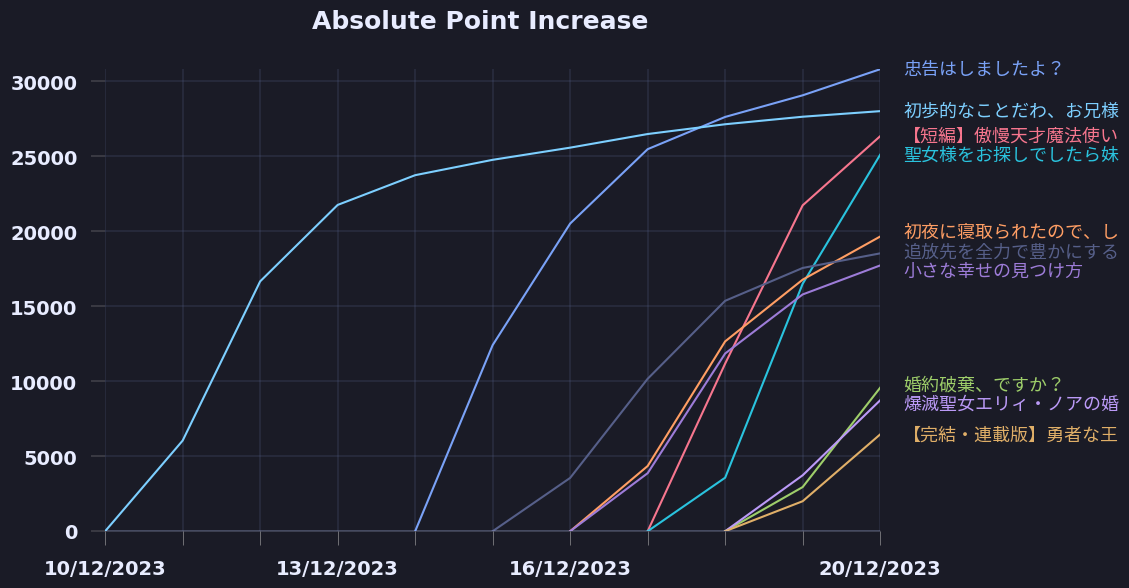 Absolute Point Increase
30000
25000
20000
15000
10000
5000
0
10/12/2023
13/12/2023
16/12/2023
20/12/2023
忠告はしましたよ？
初歩的なことだわ、お兄様
【短編】傲慢天才魔法使い
聖女様をお探しでしたら妹
初夜に寝取られたので、し
追放先を全力で豊かにする
小さな幸せの見つけ方
婚約破棄、ですか？
爆滅聖女エリィ・ノアの婚
【完結・連載版】勇者な王